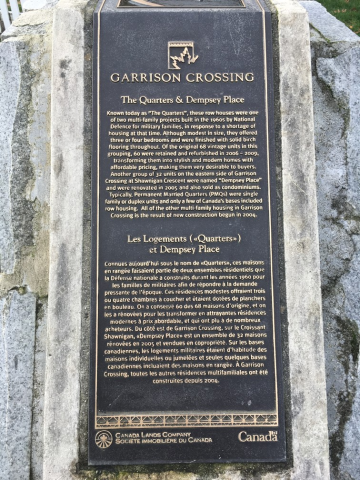 GARRISON CROSSING
The Quarters & Dempsey Place
Known today as "The Quarters", these row houses were one
of two multi-family projects built in the 1960s by National
Defence for military families, in response to a shortage of
housing at that time. Although modest in size, they offered
three or four bedrooms and were finished with solid birch
flooring throughout. Of the original 68 vintage units in this
grouping, 60 were retained and refurbished in 2006 - 2009,
transforming them into stylish and modern homes with
affordable pricing, making them very desirable to buyers.
Another group of 32 units on the eastern side of Garrison
Crossing at Shawnigan Crescent were named "Dempsey Place"
and were renovated in 2005 and also sold as condominiums.
Typically, Permanent Married Quarters (PMQs) were single
family or duplex units and only a few of Canada's bases included
row housing. All of the other multi-family housing in Garrison
Crossing is the result of new construction begun in 2004.
Les Logements («Quarters»)
et Dempsey Place
Connues aujourd'hui sous le nom de «Quarters», ces maisons
en rangée faisaient partie de deux ensembles résidentiels que
la Défense nationale a construits durant les années 1960 pour
les familles de militaires afin de répondre à la demande
pressante de l'époque. Ces résidences modestes offraient trois
ou quatre chambres à coucher et étaient dotées de planchers
en bouleau. On a conservé 60 des 68 maisons d'origine, et on
les a rénovées pour les transformer en attrayantes résidences
modernes à prix abordable, et qui ont plu à de nombreux
acheteurs. Du côté est de Garrison Crossing, sur le Croissant
Shawnigan, «Dempsey Place» est un ensemble de 32 maisons
rénovées en 2005 et vendues en copropriété. Sur les bases
canadiennes, les logements militaires étaient d'habitude des
maisons individuelles ou jumelées et seules quelques bases
canadiennes incluaient des maisons en rangée. À Garrison
Crossing, toutes les autres résidences multifamiliales ont été
construites depuis 2004.
CANADA LANDS COMPANY
SOCIÉTÉ IMMOBILIÈRE DU CANADA
Canada